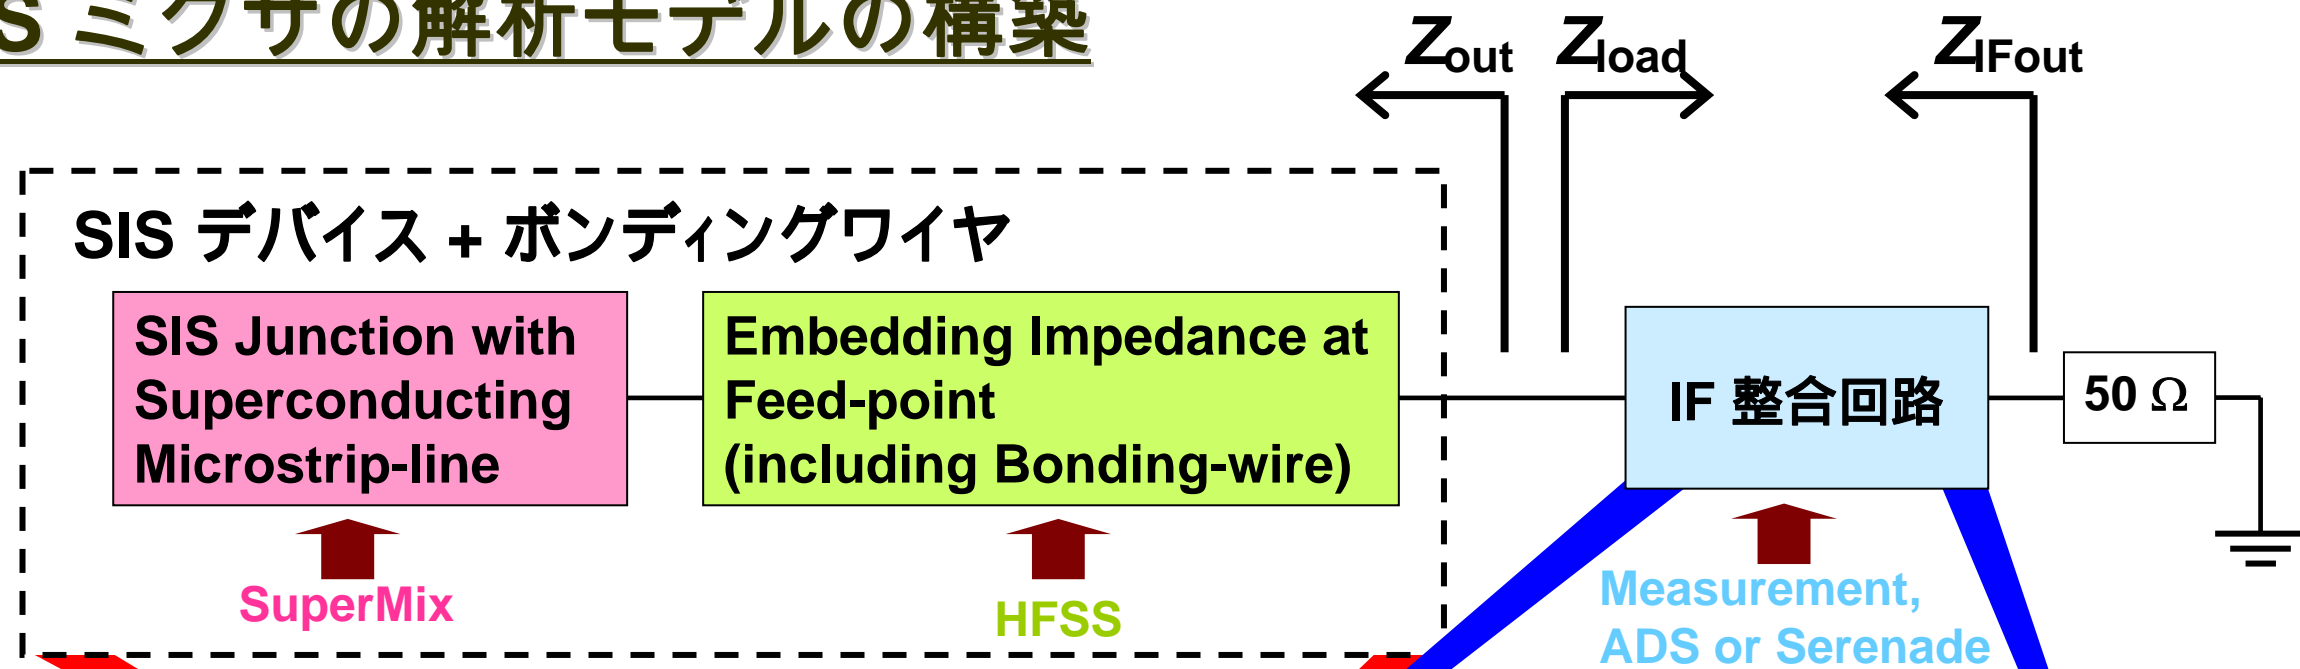 S ミクサの解析モデルの構築
Zout Zload ZIFout
SIS デバイス + ボンディングワイヤ
SIS Junction with
Superconducting
Microstrip-line
Embedding Impedance at
Feed-point
(including Bonding-wire)
IF 整合回路
50 Ω
SuperMix
HFSS
Measurement,
ADS or Serenade